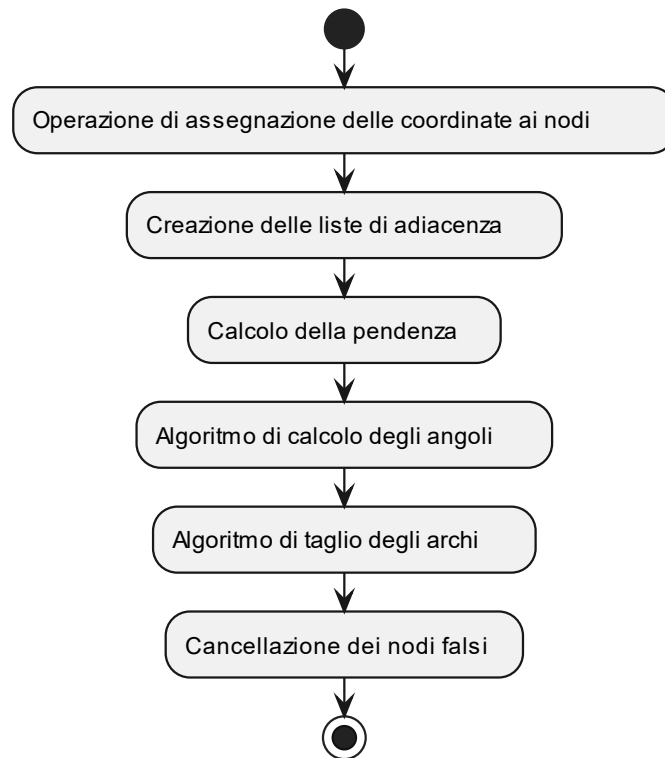 Operazione di assegnazione delle coordinate ai nodi
Creazione delle liste di adiacenza
Calcolo della pendenza
Algoritmo di calcolo degli angoli
Algoritmo di taglio degli archi
Cancellazione dei nodi falsi